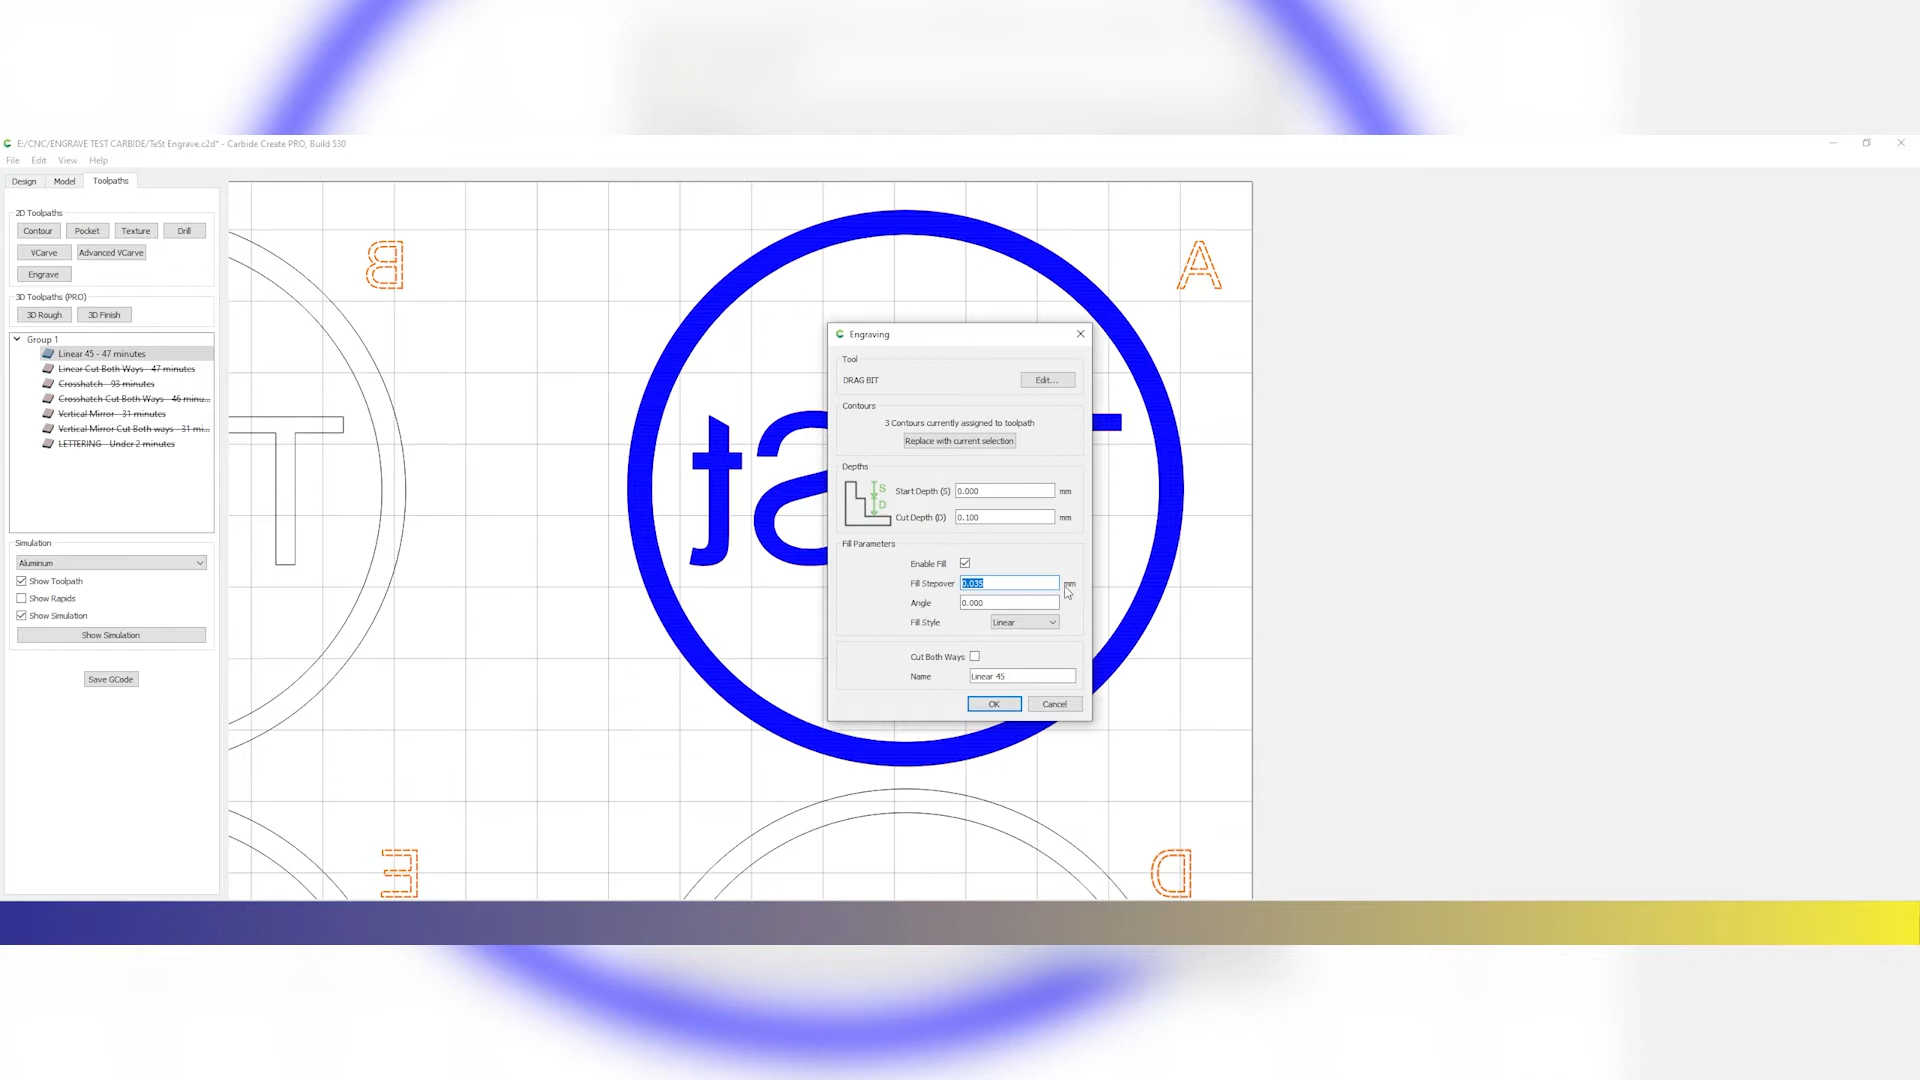 E:/CNC/ENGRAVE TEST CARBIDE/TeSt Engrave.c2d* - Carbide Create PRO, Build 530
File Edit View Help
Design Model Toolpaths
2D Toolpaths
Contour Pocket Texture Drill
VCarve Advanced VCarve
Engrave
3D Toolpaths (PRO)
3D Rough 3D Finish
Group 1
Linear 45 - 47 minutes
Linear Cut Both Ways - 47 minutes
Crosshatch - 93 minutes
Crosshatch Cut Both Ways - 46 minu...
Vertical Mirror - 31 minutes
Vertical Mirror Cut Both ways - 31 mi...
LETTERING - Under 2 minutes
Simulation
Aluminum
Show Toolpath
Show Rapids
Show Simulation
Show Simulation
Save GCode
B
A
T
Engraving
Tool
DRAG BIT Edit...
Contours
3 Contours currently assigned to toolpath
Replace with current selection
Depths
S
D
Start Depth (S) 0.000 mm
Cut Depth (D) 0.100 mm
Fill Parameters
Enable Fill
Fill Stepover 0.035 mm
Angle 0.000
Fill Style Linear
Cut Both Ways
Name Linear 45
OK Cancel
E
D